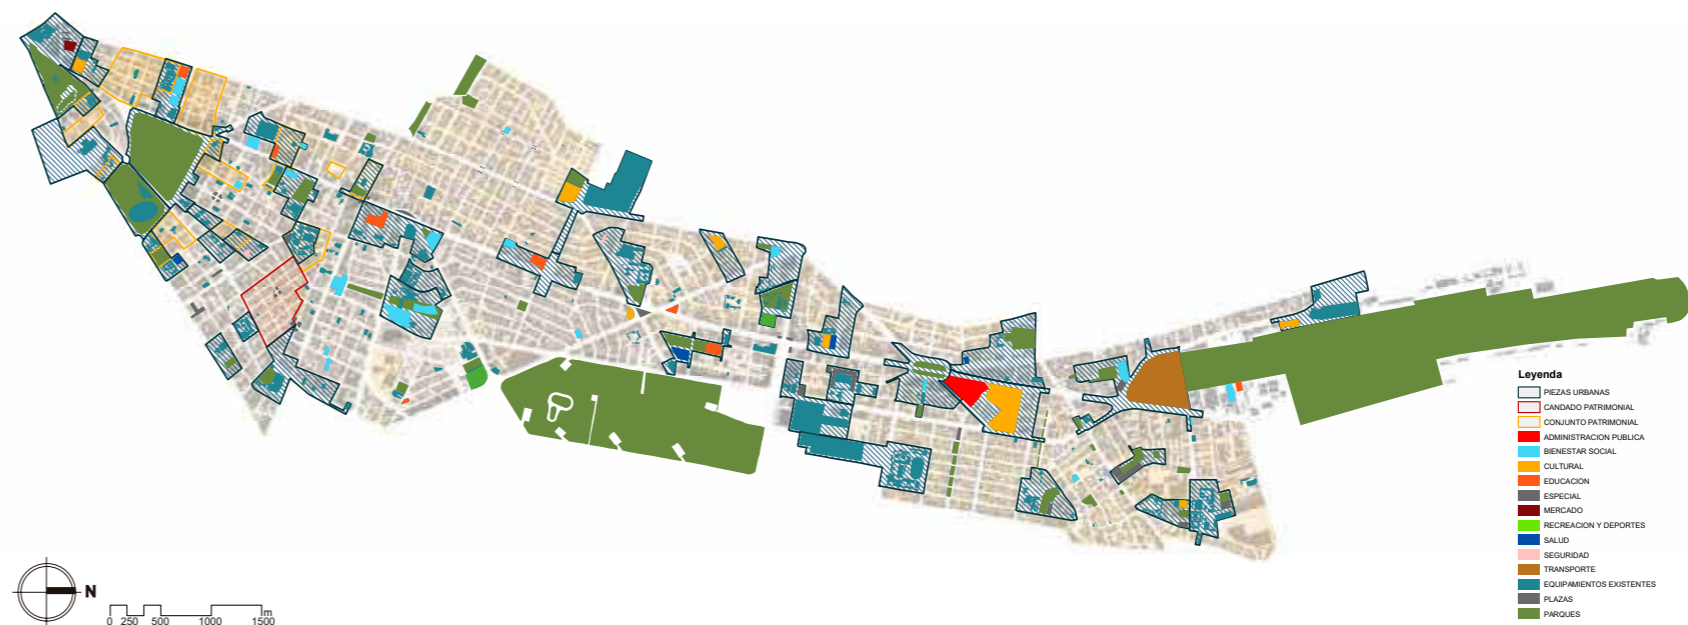 Leyenda
PIEZAS URBANAS
CANDADO PATRIMONIAL
CONJUNTO PATRIMONIAL
ADMINISTRACION PUBLICA
BIENESTAR SOCIAL
CULTURAL
EDUCACION
ESPECIAL
MERCADO
RECREACION Y DEPORTES
SALUD
SEGURIDAD
TRANSPORTE
EQUIPAMIENTOS EXISTENTES
PLAZAS
PARQUES
N
m
0 250 500 1000 1500